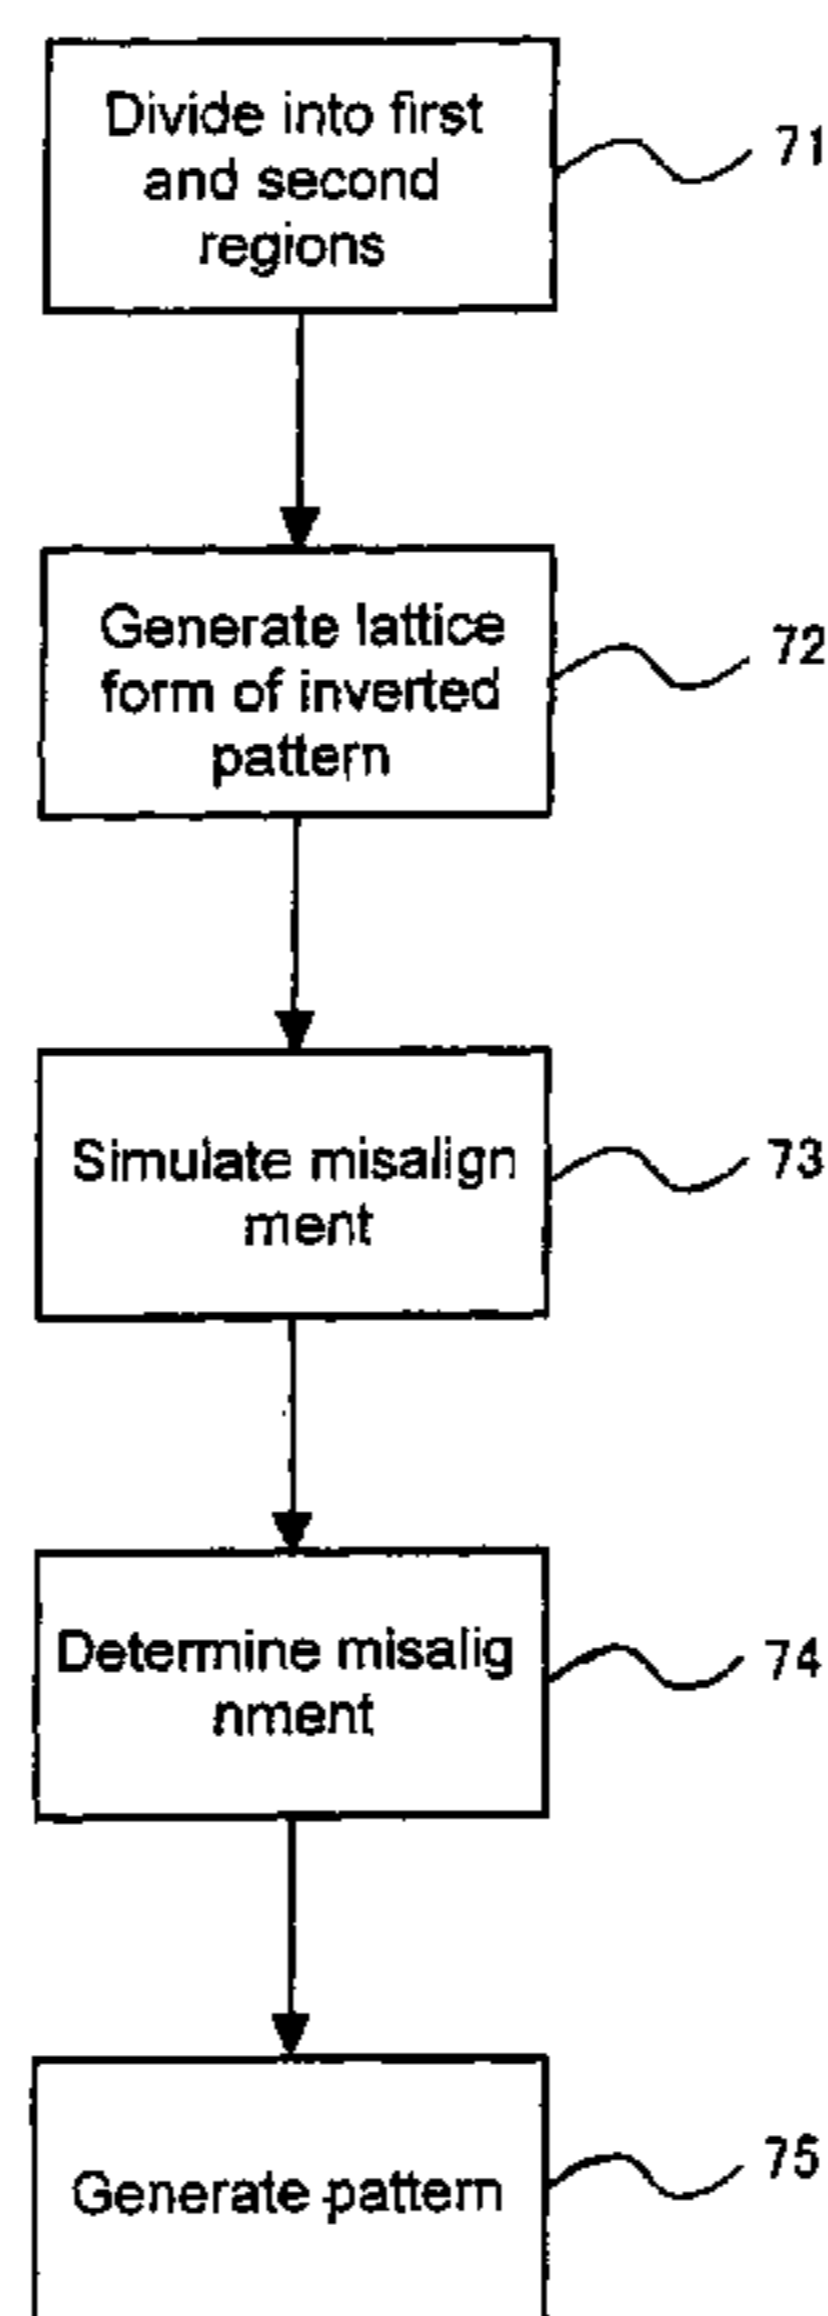 Divide into first
and second
regions
71
Generate lattice
form of inverted
pattern
72
Simulate misalign
ment
73
Determine misalig
nment
74
Generate pattern
75